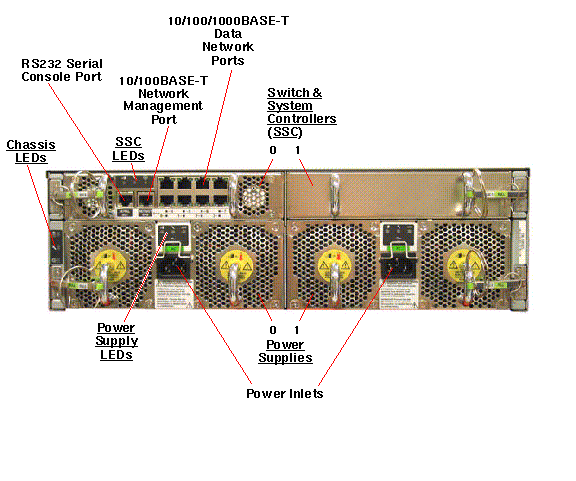 10/100/1000BASE-T
Data
Network
Ports
RS232 Serial
Console Port
10/100BASE-T
Network
Management
Port
Switch &
System
Controllers
(SSC)
0 1
Chassis
LEDs
SSC
LEDs
0 1
Power
Supplies
Power
Supply
LEDs
Power Inlets